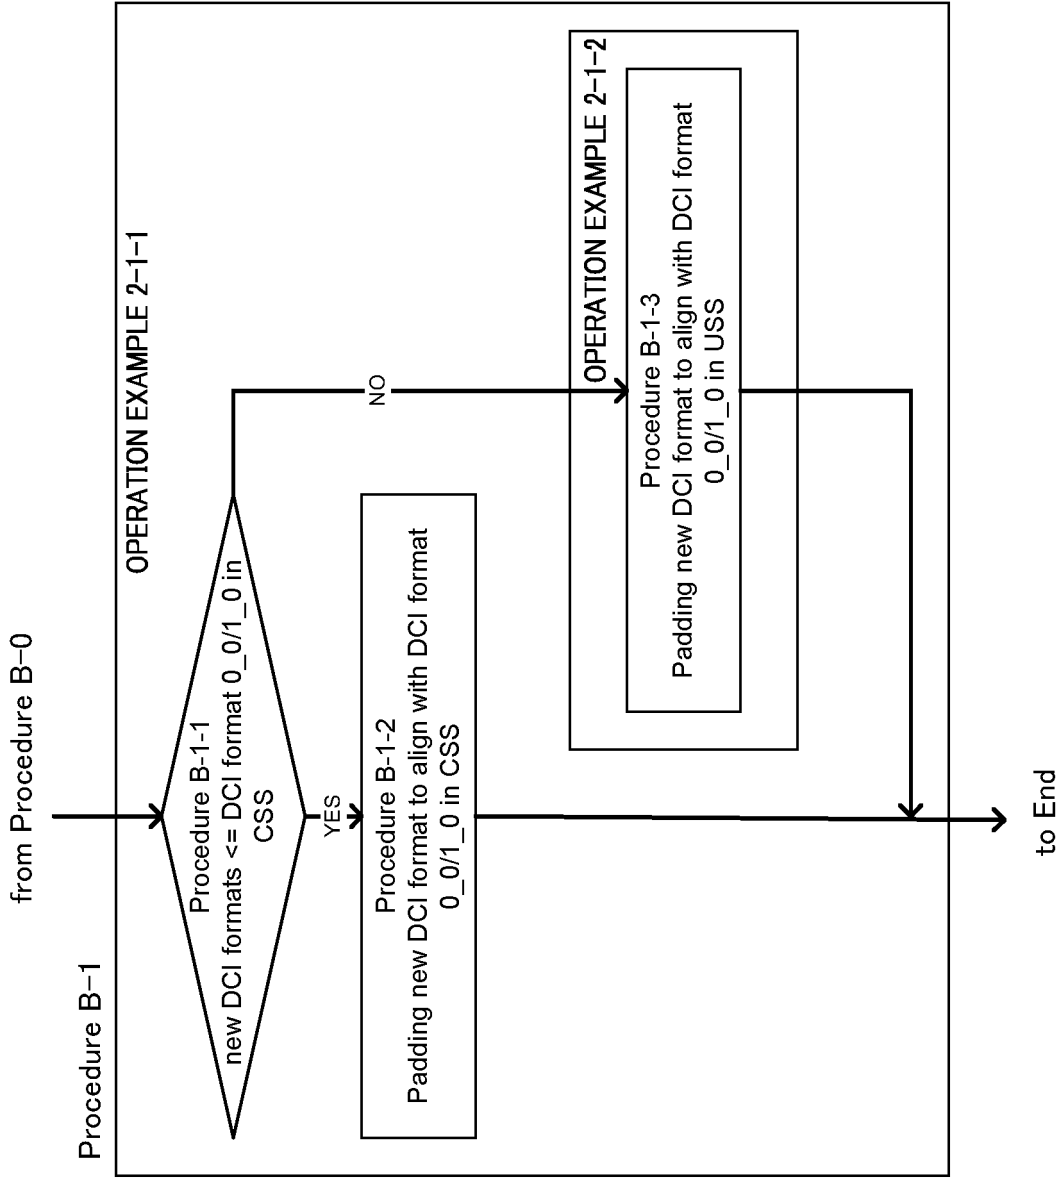 from Procedure B-0
Procedure B-1
OPERATION EXAMPLE 2-1-1
Procedure B-1-1
new DCI formats <= DCI format 0_0/1_0 in
CSS
YES
NO
Procedure B-1-2
Padding new DCI format to align with DCI format
0_0/1_0 in CSS
OPERATION EXAMPLE 2-1-2
Procedure B-1-3
Padding new DCI format to align with DCI format
0_0/1_0 in USS
to End